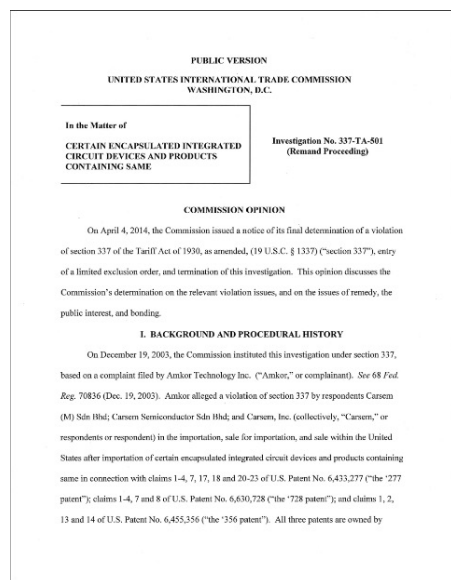 PUBLIC VERSION
UNITED STATES INTERNATIONAL TRADE COMMISSION
WASHINGTON, D.C.
In the Matter of
CERTAIN ENCAPSULATED INTEGRATED
CIRCUIT DEVICES AND PRODUCTS
CONTAINING SAME
Investigation No. 337-TA-501
(Remand Proceeding)
COMMISSION OPINION
On April 4, 2014, the Commission issued a notice of its final determination of a violation
of section 337 of the Tariff Act of 1930, as amended, (19 U.S.C. § 1337) ("section 337"), entry
of a limited exclusion order, and termination of this investigation. This opinion discusses the
Commission's determination on the relevant violation issues, and on the issues of remedy, the
public interest, and bonding.
I. BACKGROUND AND PROCEDURAL HISTORY
On December 19, 2003, the Commission instituted this investigation under section 337,
based on a complaint filed by Amkor Technology Inc. ("Amkor," or complainant). See 68 Fed.
Reg. 70836 (Dec. 19, 2003). Amkor alleged a violation of section 337 by respondents Carsem
(M) Sdn Bhd; Carsem Semiconductor Sdn Bhd; and Carsem, Inc. (collectively, "Carsem," or
respondents or respondent) in the importation, sale for importation, and sale within the United
States after importation of certain encapsulated integrated circuit devices and products containing
same in connection with claims 1-4, 7, 17, 18 and 20-23 of U.S. Patent No. 6,433,277 ("the '277
patent"); claims 1-4, 7 and 8 of U.S. Patent No. 6,630,728 ("the '728 patent"); and claims 1, 2,
13 and 14 of U.S. Patent No. 6,455,356 ("the '356 patent"). All three patents are owned by